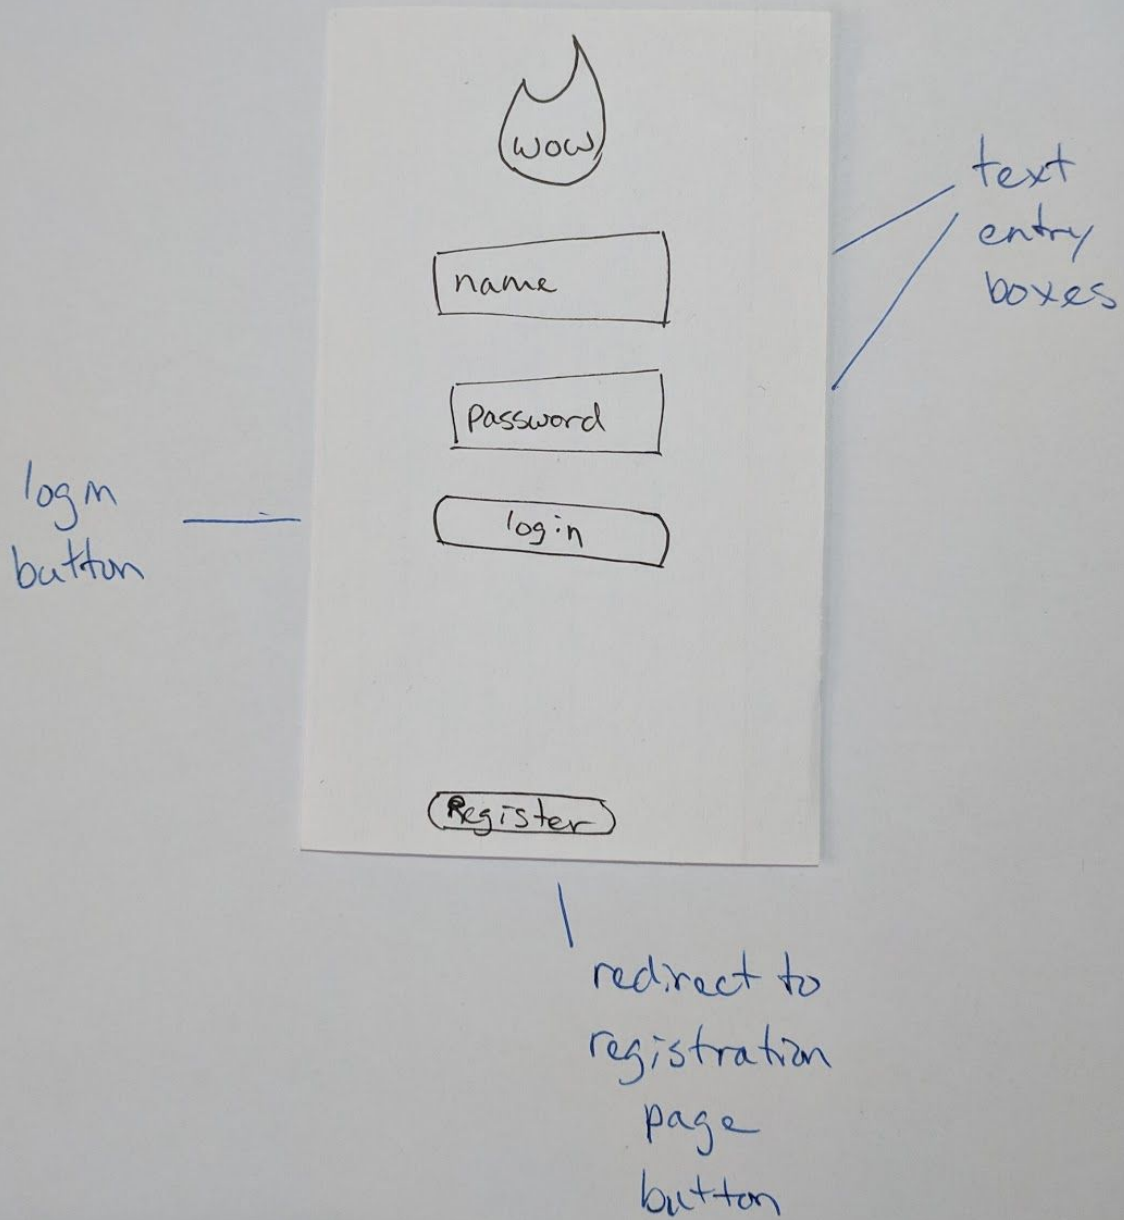 wow
name
password
login
Register
text
entry
boxes
login
button
redirect to
registration
page
button